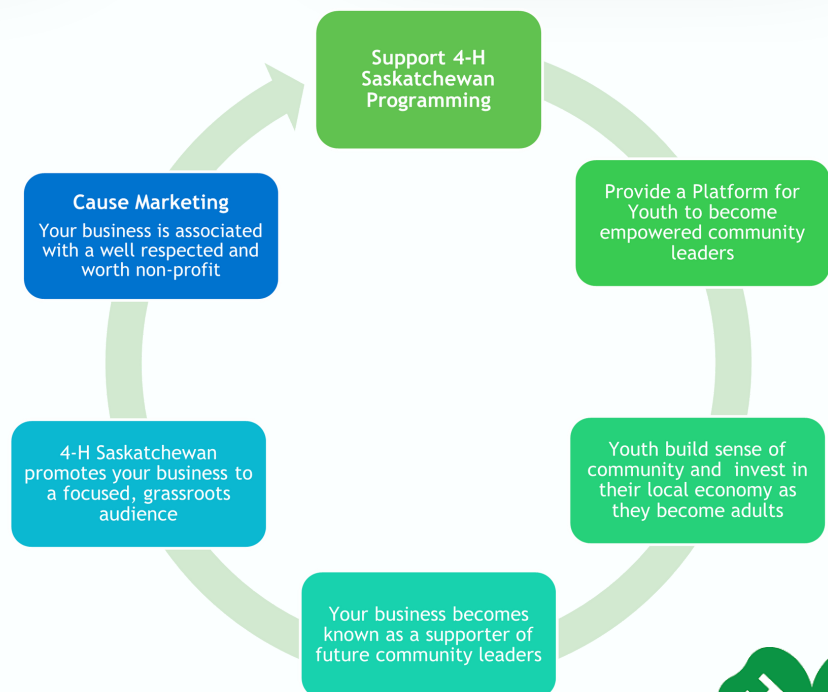 Support 4-H
Saskatchewan
Programming
Provide a Platform for
Youth to become
empowered community
leaders
Youth build sense of
community and invest in
their local economy as
they become adults
Your business becomes
known as a supporter of
future community leaders
4-H Saskatchewan
promotes your business to
a focused, grassroots
audience
Cause Marketing
Your business is associated
with a well respected and
worth non-profit